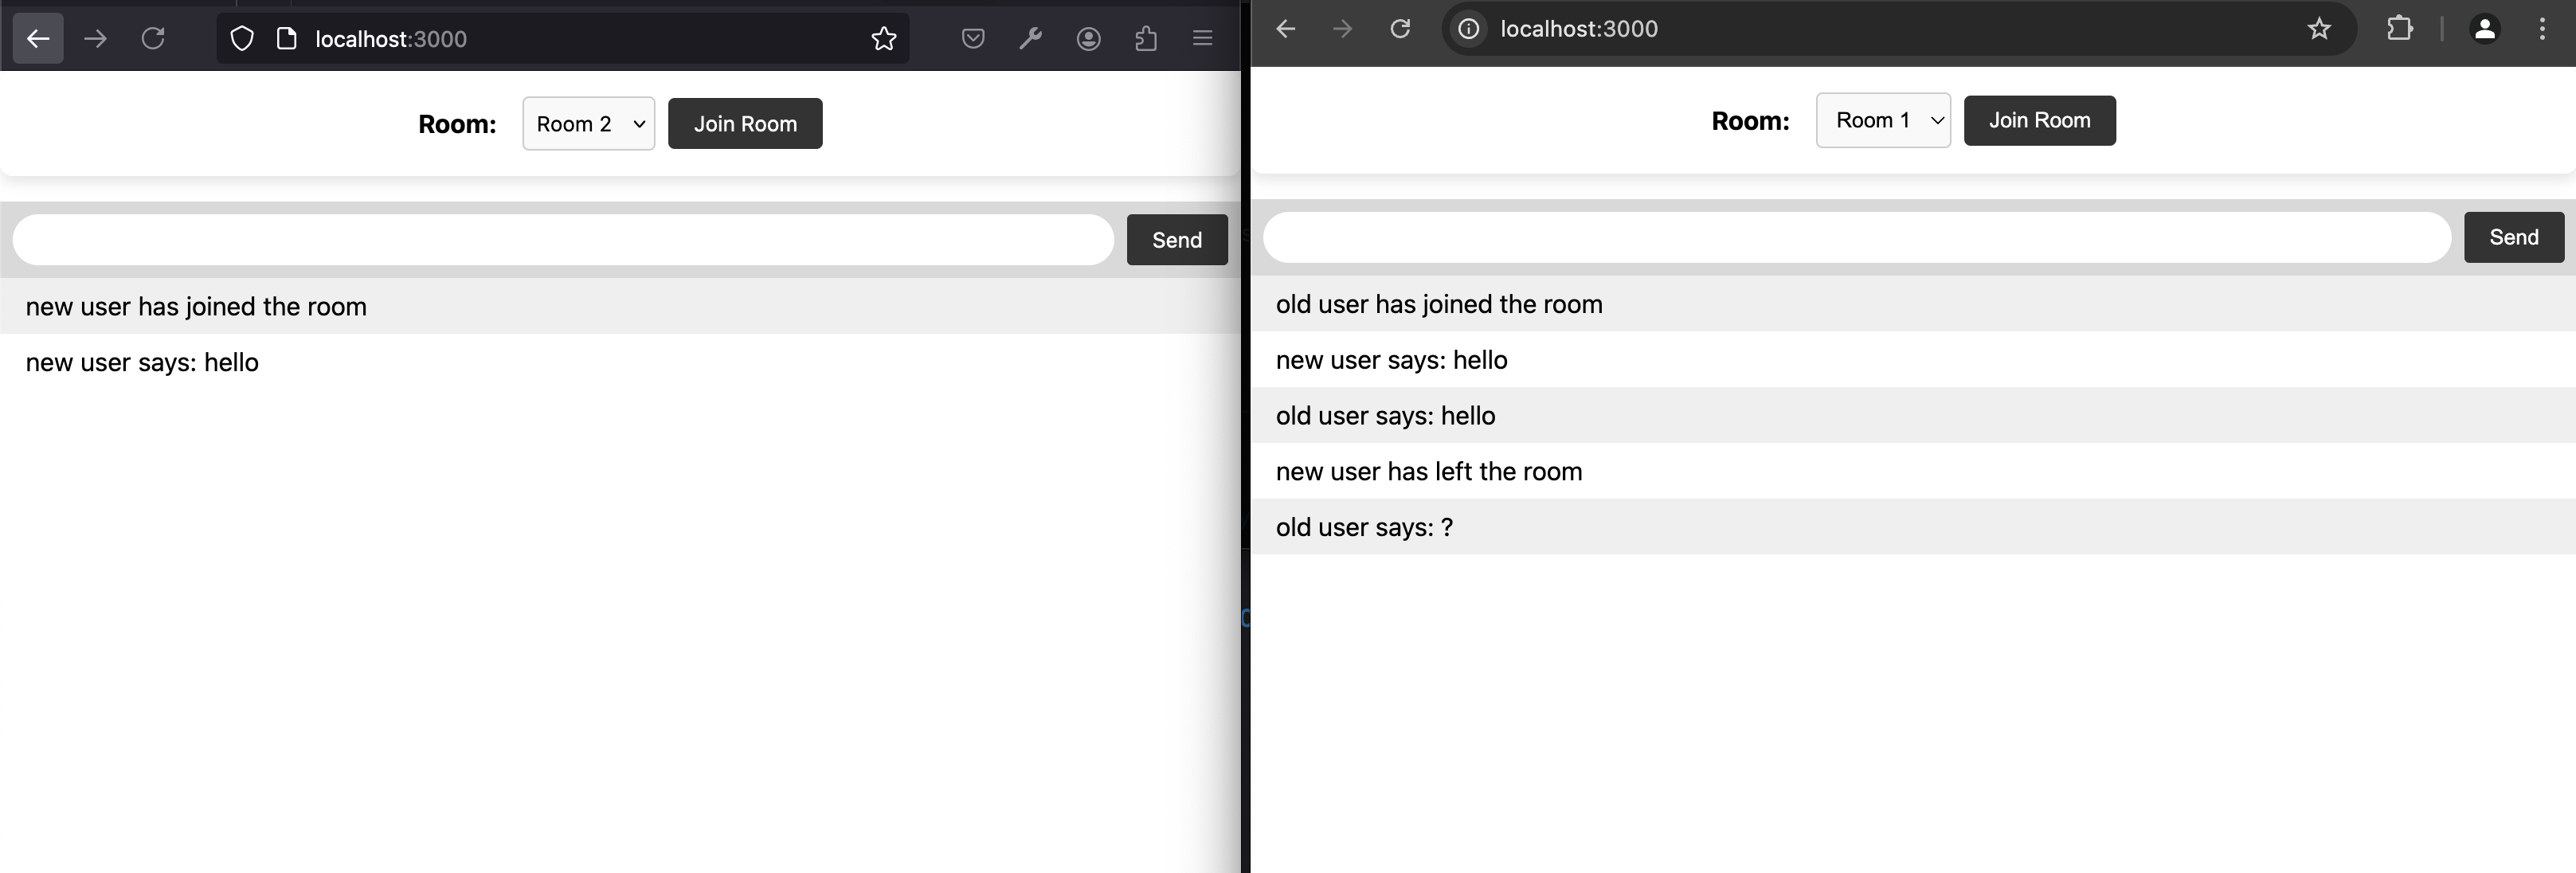 localhost:3000
Room: Room 2 Join Room
Send
new user has joined the room
new user says: hello
localhost:3000
Room: Room 1 Join Room
Send
old user has joined the room
new user says: hello
old user says: hello
new user has left the room
old user says: ?